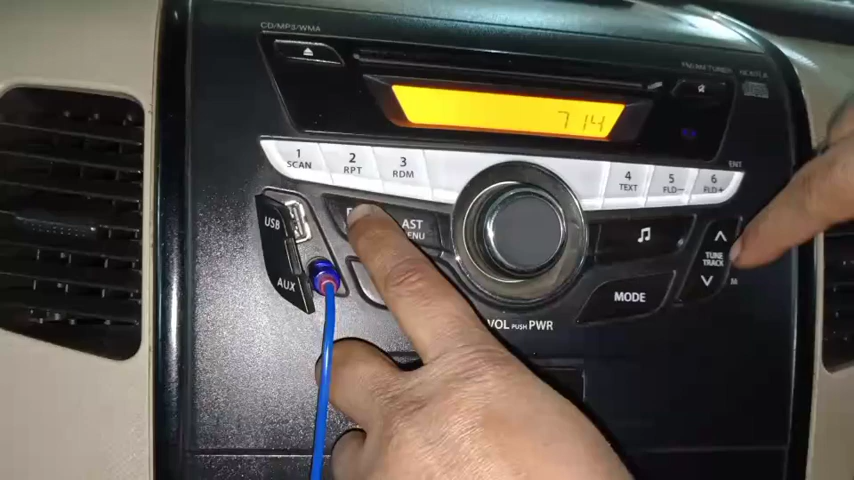 CD/MP3/WMA
714
1
SCAN
2
RPT
3
RDM
4
TEXT
5
FLD−
6
FLD+
ENT
USB
AST
MENU
TUNE
TRACK
AUX
MODE
VOL PUSH PWR